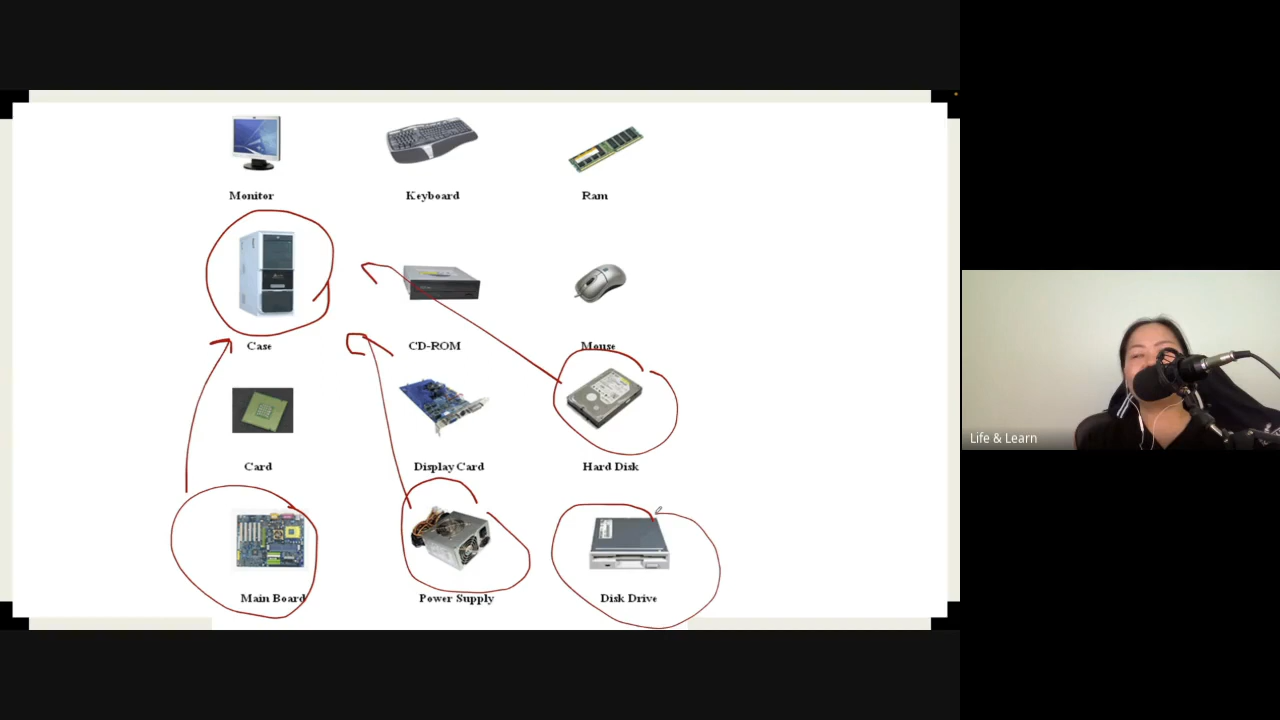 Monitor
Keyboard
Ram
Case
CD-ROM
Mouse
Card
Display Card
Hard Disk
Main Board
Power Supply
Disk Drive
Life & Learn